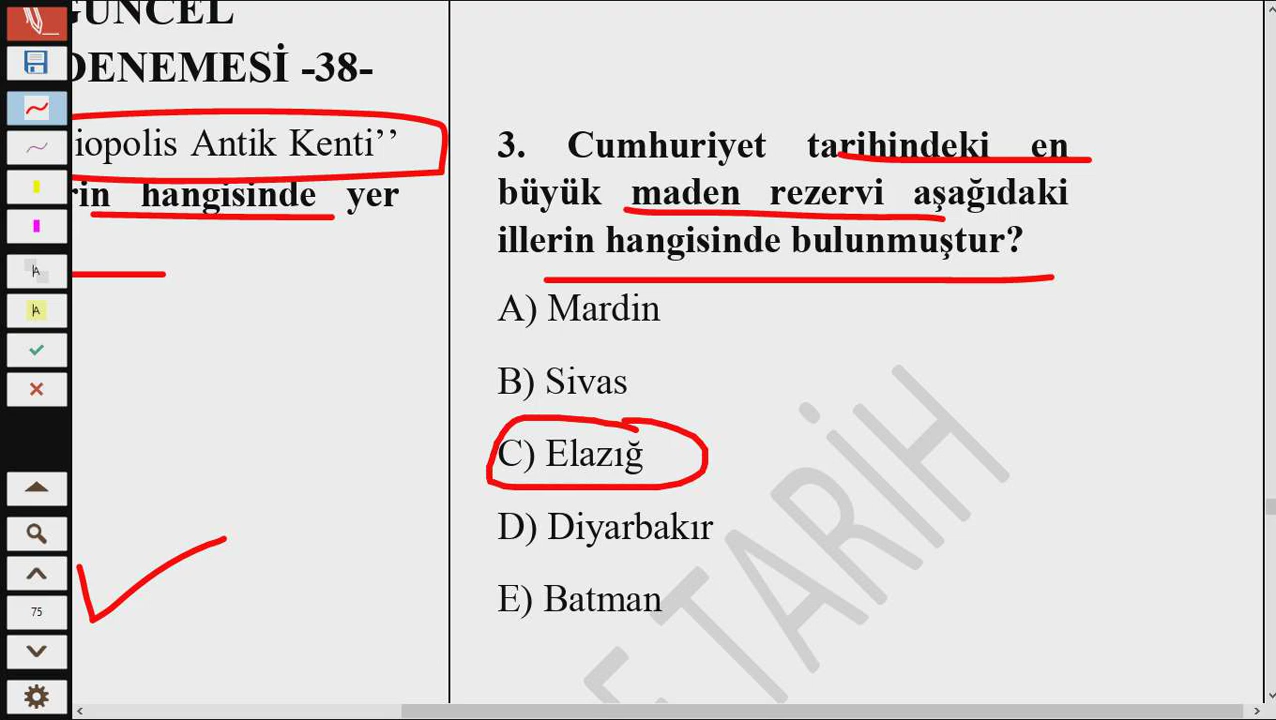 GÜNCEL
DENEMESİ -38-
iopolis Antik Kenti’’
rin hangisinde yer
3. Cumhuriyet tarihindeki en
büyük maden rezervi aşağıdaki
illerin hangisinde bulunmuştur?
A) Mardin
B) Sivas
C) Elazığ
D) Diyarbakır
E) Batman
TARİH
75